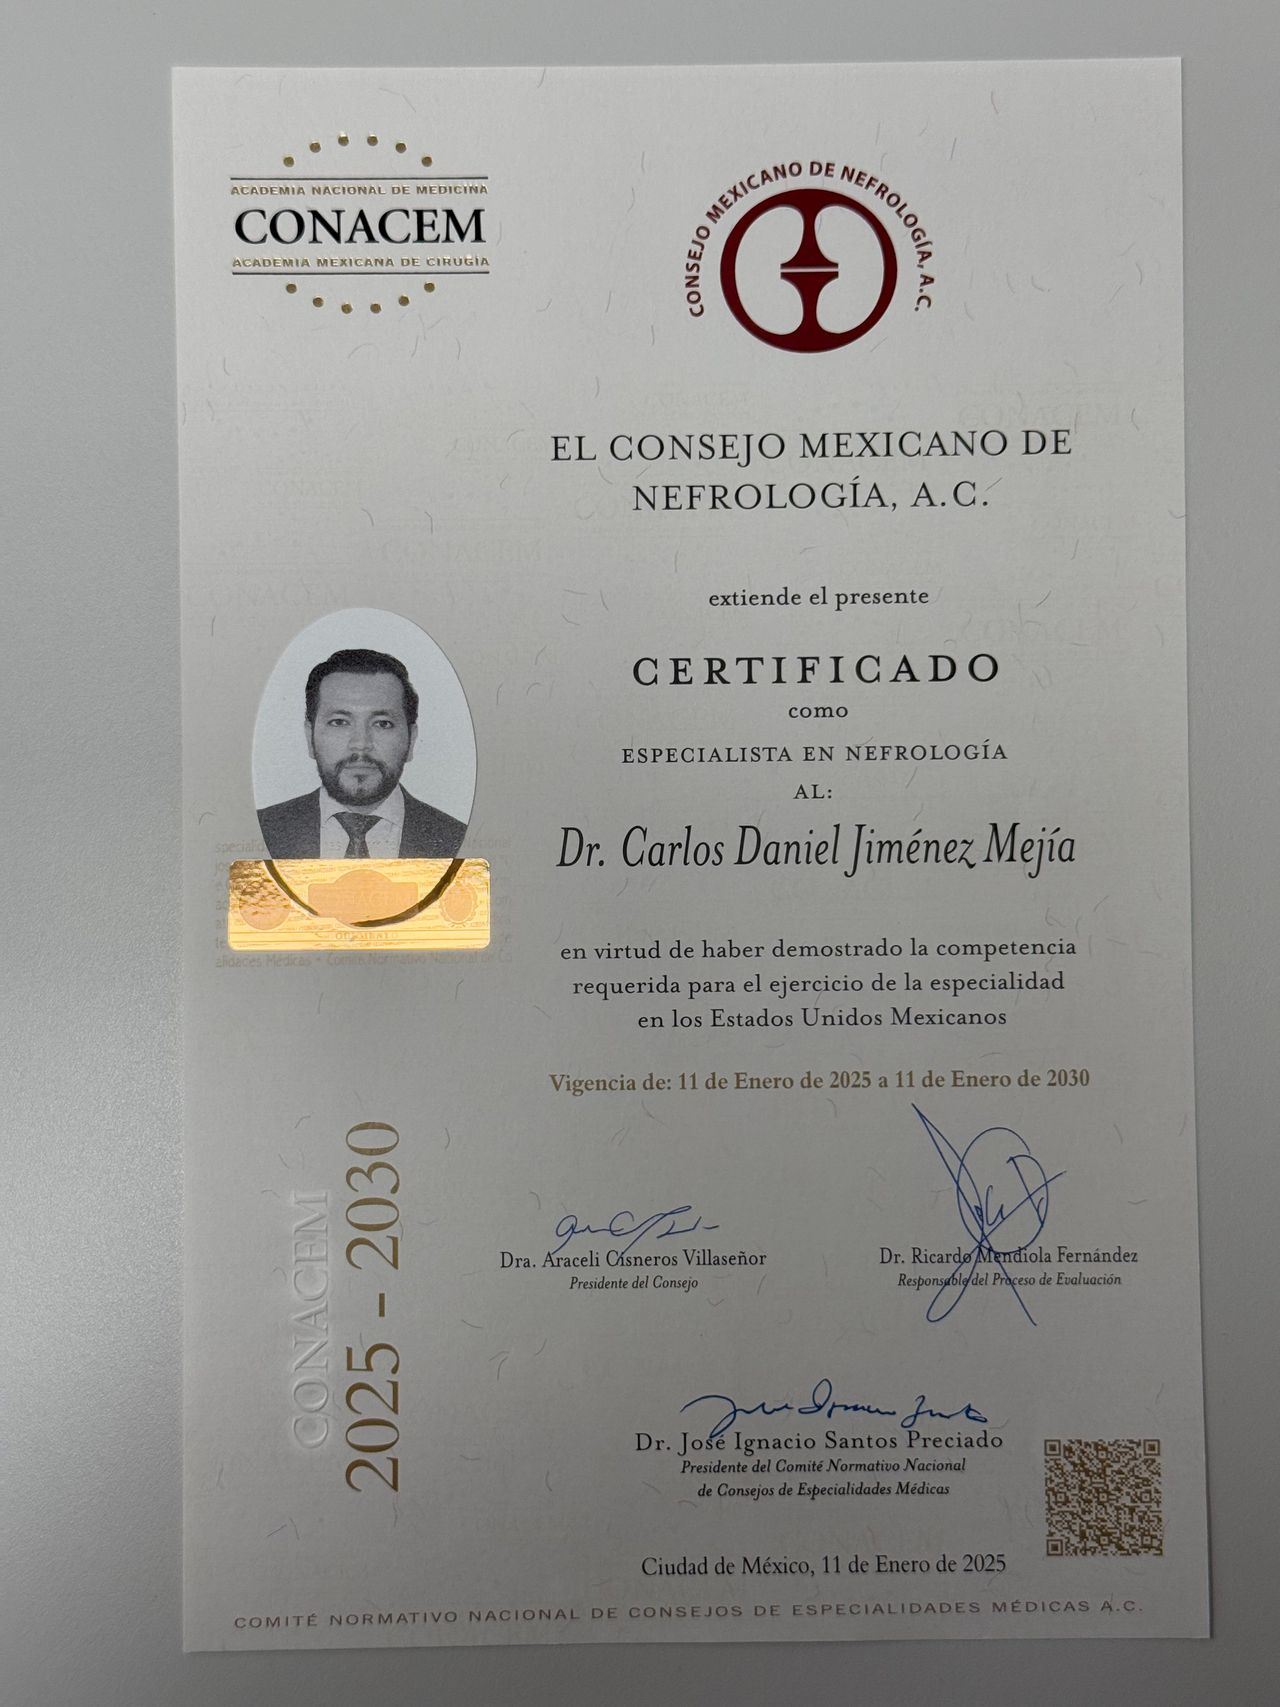 ACADEMIA NACIONAL DE MEDICINA
CONACEM
ACADEMIA MEXICANA DE CIRUGÍA
CONSEJO MEXICANO DE NEFROLOGÍA, A.C.
EL CONSEJO MEXICANO DE
NEFROLOGÍA, A.C.
extiende el presente
CERTIFICADO
como
ESPECIALISTA EN NEFROLOGÍA
AL:
Dr. Carlos Daniel Jiménez Mejía
en virtud de haber demostrado la competencia
requerida para el ejercicio de la especialidad
en los Estados Unidos Mexicanos
Vigencia de: 11 de Enero de 2025 a 11 de Enero de 2030
CONACEM
2025 - 2030
Dra. Araceli Cisneros Villaseñor
Presidente del Consejo
Dr. Ricardo Mendiola Fernández
Responsable del Proceso de Evaluación
Dr. José Ignacio Santos Preciado
Presidente del Comité Normativo Nacional
de Consejos de Especialidades Médicas
Ciudad de México, 11 de Enero de 2025
COMITÉ NORMATIVO NACIONAL DE CONSEJOS DE ESPECIALIDADES MÉDICAS A.C.